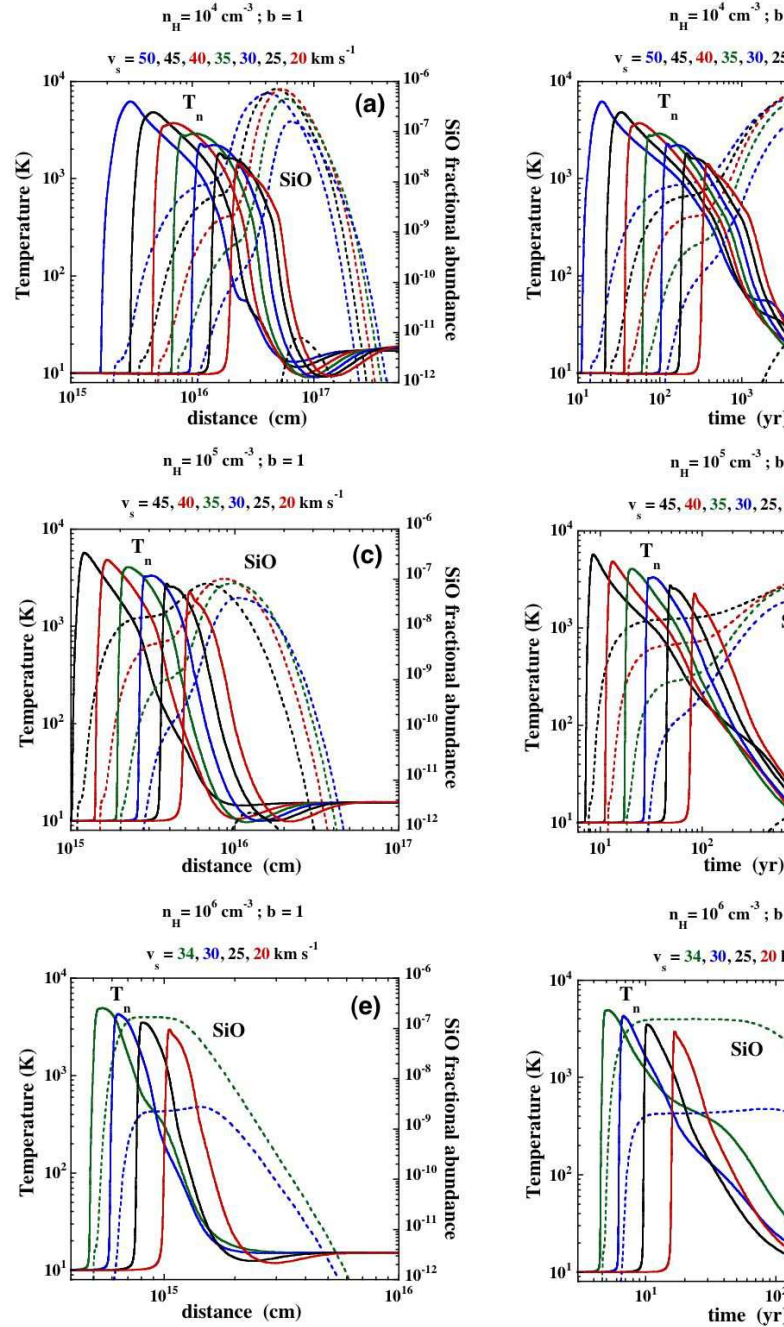 n_H = 10^4 cm^-3 ; b = 1
v_s = 50, 45, 40, 35, 30, 25, 20 km s^-1
10^4
10^3
10^2
10^1
Temperature (K)
T_n
(a)
SiO
10^-6
10^-7
10^-8
10^-9
10^-10
10^-11
10^-12
SiO fractional abundance
10^15
10^16
10^17
distance (cm)
n_H = 10^4 cm^-3 ; b = 1
v_s = 50, 45, 40, 35, 30, 25
10^4
10^3
10^2
10^1
Temperature (K)
T_n
10^1
10^2
10^3
time (yr)
n_H = 10^5 cm^-3 ; b = 1
v_s = 45, 40, 35, 30, 25, 20 km s^-1
10^4
10^3
10^2
10^1
Temperature (K)
T_n
SiO
(c)
10^-6
10^-7
10^-8
10^-9
10^-10
10^-11
10^-12
SiO fractional abundance
10^15
10^16
10^17
distance (cm)
n_H = 10^5 cm^-3 ; b
v_s = 45, 40, 35, 30, 25,
10^4
10^3
10^2
10^1
Temperature (K)
T_n
10^1
10^2
time (yr)
n_H = 10^6 cm^-3 ; b = 1
v_s = 34, 30, 25, 20 km s^-1
10^4
10^3
10^2
10^1
Temperature (K)
T_n
SiO
(e)
10^-6
10^-7
10^-8
10^-9
10^-10
10^-11
10^-12
SiO fractional abundance
10^15
10^16
distance (cm)
n_H = 10^6 cm^-3 ; b
v_s = 34, 30, 25, 20
10^4
10^3
10^2
10^1
Temperature (K)
T_n
SiO
10^1
time (yr)